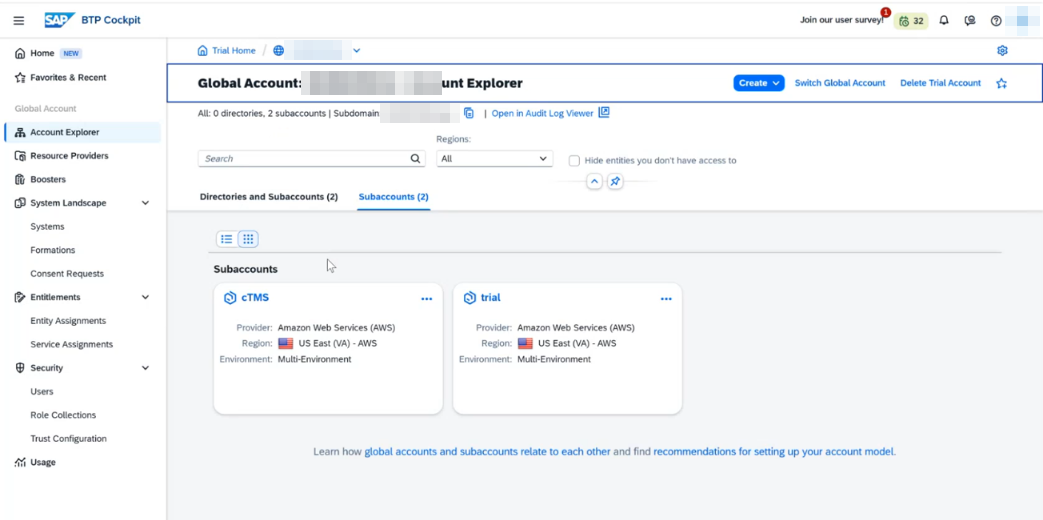 SAP BTP Cockpit
Join our user survey! 1 32
Home NEW
Favorites & Recent
Global Account
Account Explorer
Resource Providers
Boosters
System Landscape
Systems
Formations
Consent Requests
Entitlements
Entity Assignments
Service Assignments
Security
Users
Role Collections
Trust Configuration
Usage
Trial Home /
Global Account: unt Explorer
Create Switch Global Account Delete Trial Account
All: 0 directories, 2 subaccounts | Subdomain | Open in Audit Log Viewer
Regions:
Search All Hide entities you don't have access to
Directories and Subaccounts (2) Subaccounts (2)
Subaccounts
cTMS
Provider: Amazon Web Services (AWS)
Region: US East (VA) - AWS
Environment: Multi-Environment
trial
Provider: Amazon Web Services (AWS)
Region: US East (VA) - AWS
Environment: Multi-Environment
Learn how global accounts and subaccounts relate to each other and find recommendations for setting up your account model.